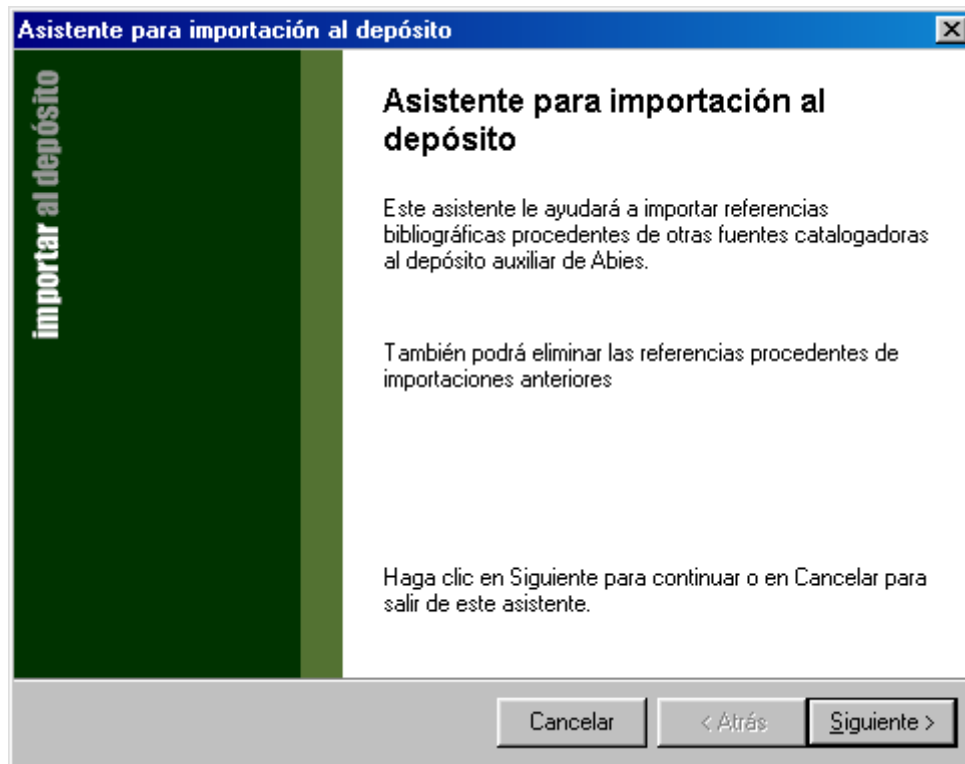 Asistente para importación al depósito
importar al depósito
Asistente para importación al
depósito
Este asistente le ayudará a importar referencias
bibliográficas procedentes de otras fuentes catalogadoras
al depósito auxiliar de Abies.
También podrá eliminar las referencias procedentes de
importaciones anteriores
Haga clic en Siguiente para continuar o en Cancelar para
salir de este asistente.
Cancelar
< Atrás
Siguiente >